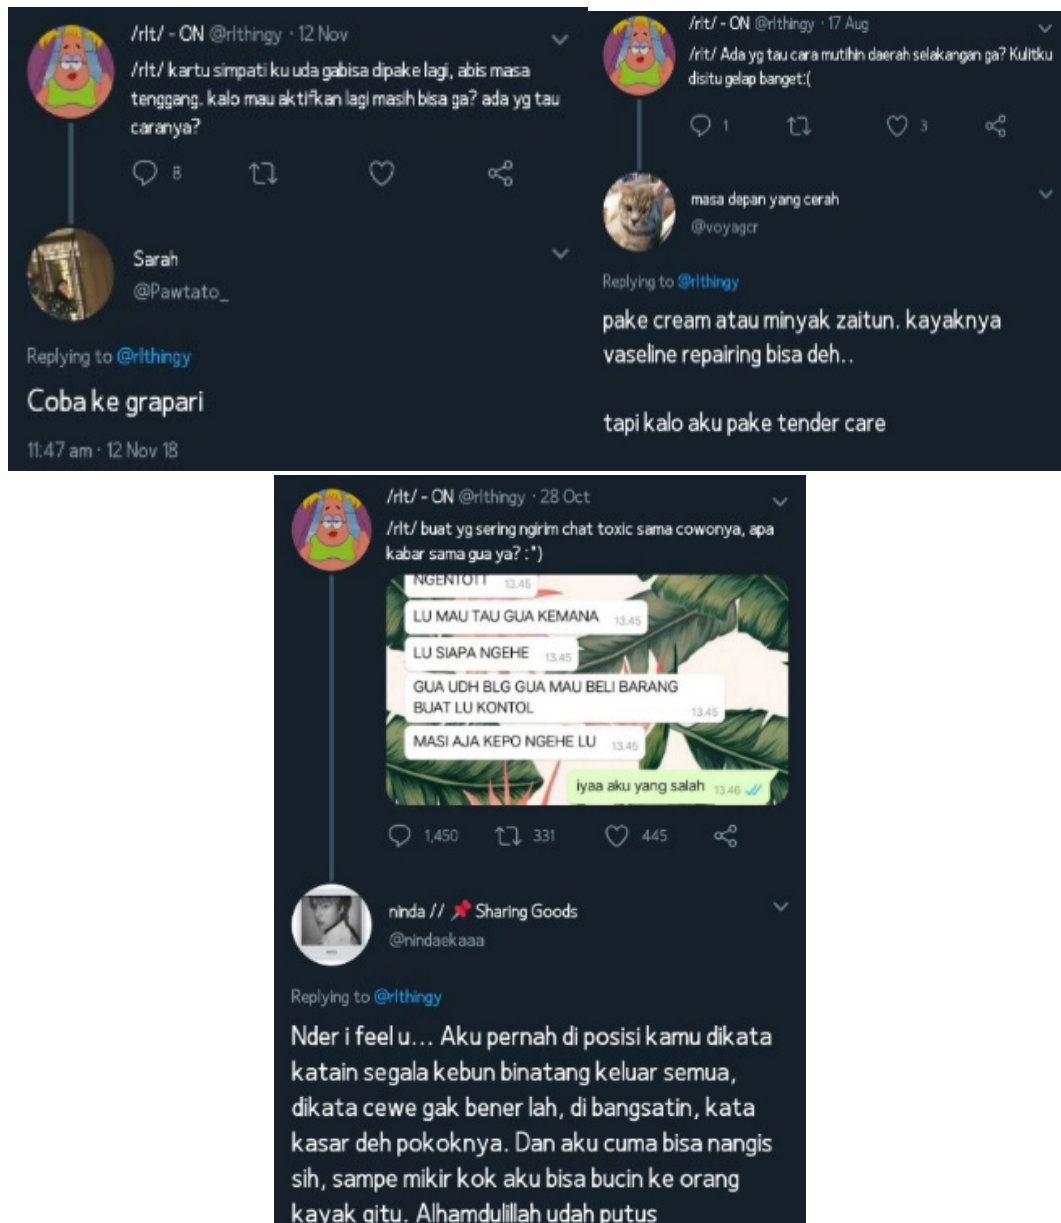 /rlt/ - ON @rlthingy · 12 Nov
/rlt/ kartu simpati ku uda gabisa dipake lagi, abis masa
tenggang. kalo mau aktifkan lagi masih bisa ga? ada yg tau
caranya?
8
Sarah
@Pawtato_
Replying to @rlthingy
Coba ke grapari
11:47 am · 12 Nov 18
/rlt/ - ON @rlthingy · 17 Aug
/rlt/ Ada yg tau cara mutihin daerah selakangan ga? Kulitku
disitu gelap banget:(
1 3
masa depan yang cerah
@voyagcr
Replying to @rlthingy
pake cream atau minyak zaitun. kayaknya
vaseline repairing bisa deh..
tapi kalo aku pake tender care
/rlt/ - ON @rlthingy · 28 Oct
/rlt/ buat yg sering ngirim chat toxic sama cowonya, apa
kabar sama gua ya? :")
NGENTOTT 13.45
LU MAU TAU GUA KEMANA 13.45
LU SIAPA NGEHE 13.45
GUA UDH BLG GUA MAU BELI BARANG
BUAT LU KONTOL 13.45
MASI AJA KEPO NGEHE LU 13.45
iyaa aku yang salah 13.46
1,450 331 445
ninda // 📌 Sharing Goods
@nindaekaaa
Replying to @rlthingy
Nder i feel u... Aku pernah di posisi kamu dikata
katain segala kebun binatang keluar semua,
dikata cewe gak bener lah, di bangsatin, kata
kasar deh pokoknya. Dan aku cuma bisa nangis
sih, sampe mikir kok aku bisa bucin ke orang
kayak gitu. Alhamdulillah udah putus